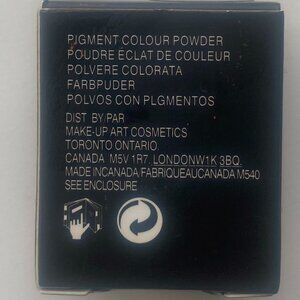 PIGMENT COLOUR POWDER
POUDRE ECLAT DE COULEUR
POLVERE COLORATA
FARBPUDER
POLVOS CON PLGMENTOS
DIST BY/PAR
MAKE-UP ART COSMETICS
TORONTO ONTARIO.
CANADA M5V 1R7. LONDONW1K 3BQ.
MADE INCANADA/FABRIQUEAUCANADA M540
SEE ENCLOSURE